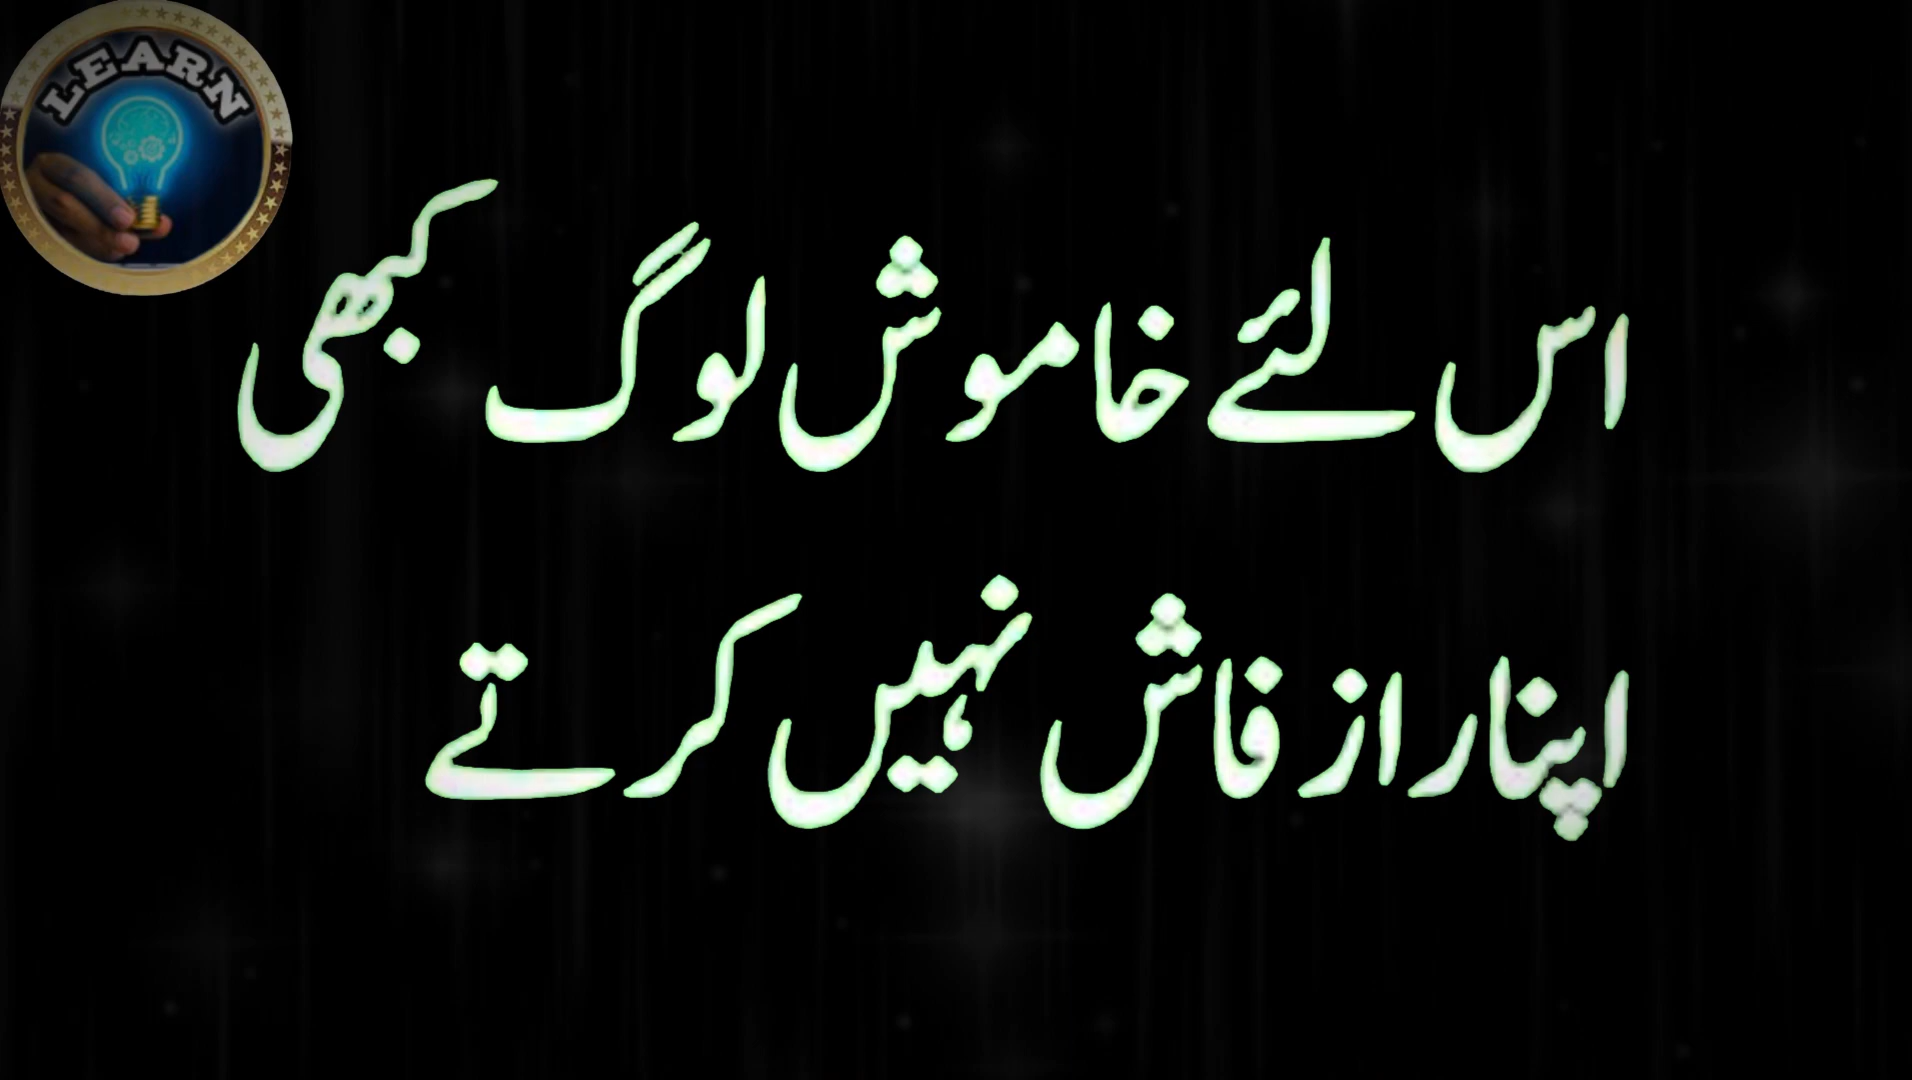 LEARN
اس لئے خاموش لوگ کبھی
اپنا راز فاش نہیں کرتے